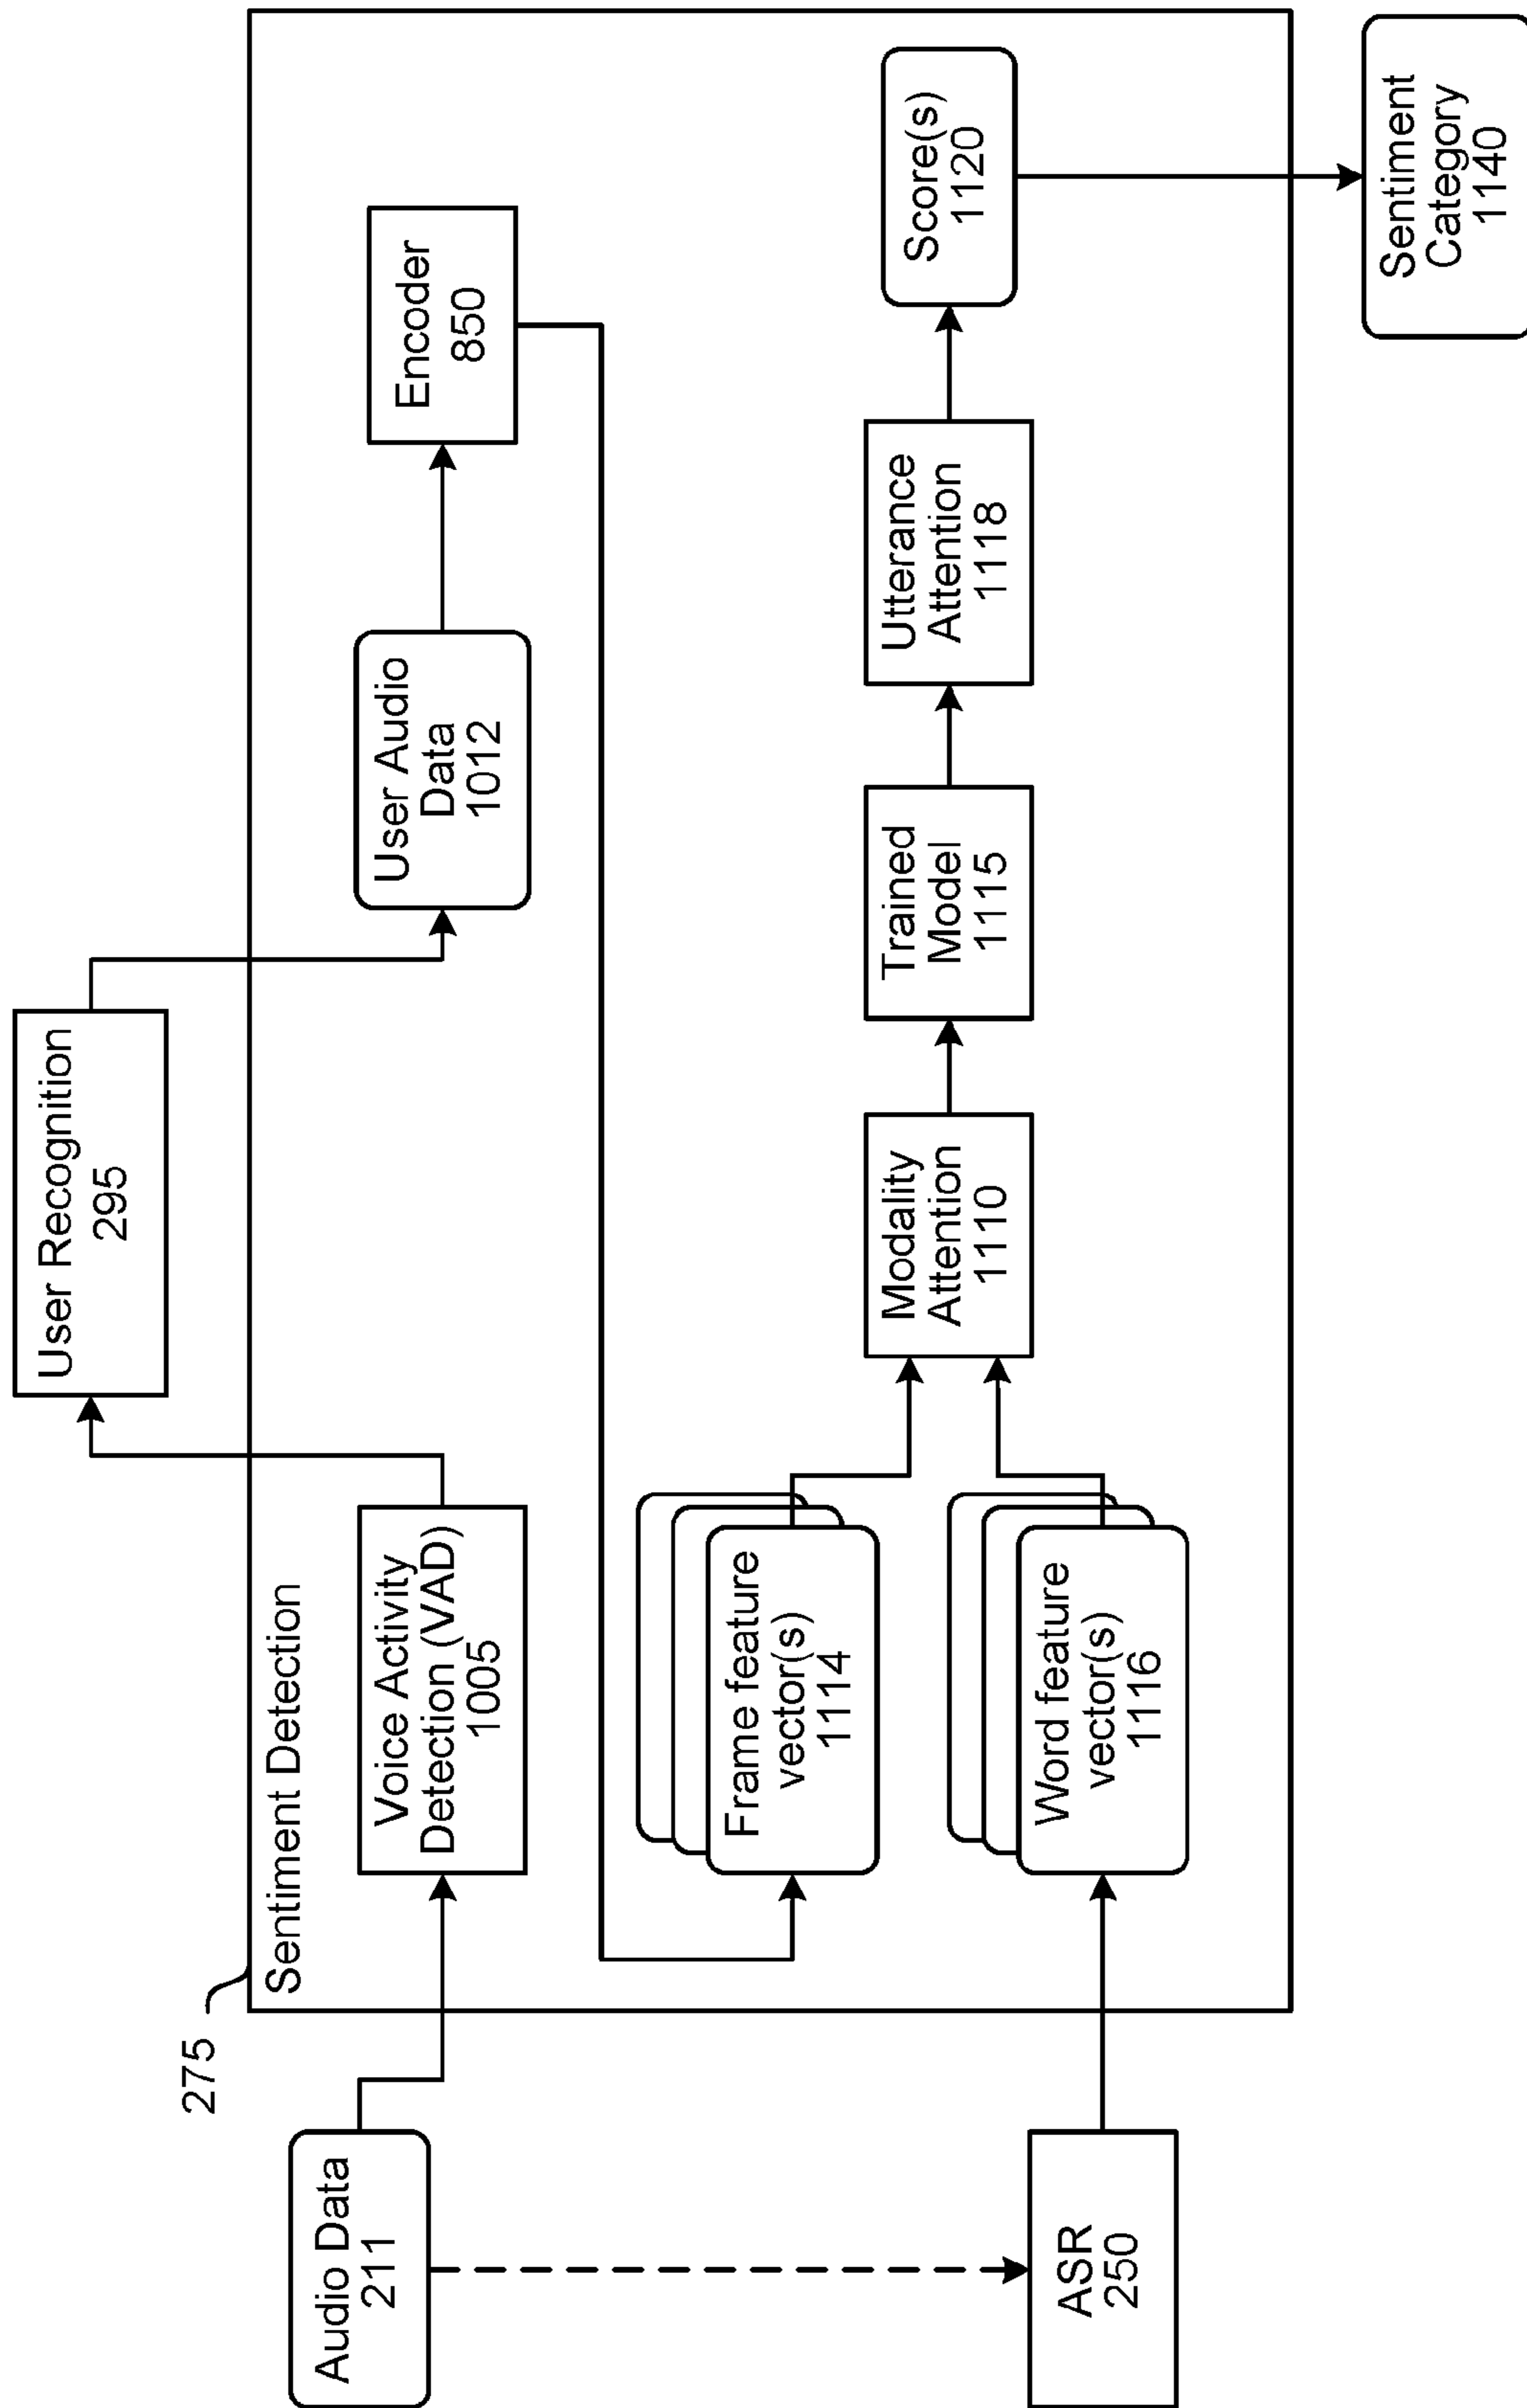 User Recognition
295
275
Sentiment Detection
Audio Data
211
Voice Activity
Detection (VAD)
1005
User Audio
Data
1012
Encoder
850
Frame feature
vector(s)
1114
Modality
Attention
1110
Trained
Model
1115
Utterance
Attention
1118
Score(s)
1120
ASR
250
Word feature
vector(s)
1116
Sentiment
Category
1140